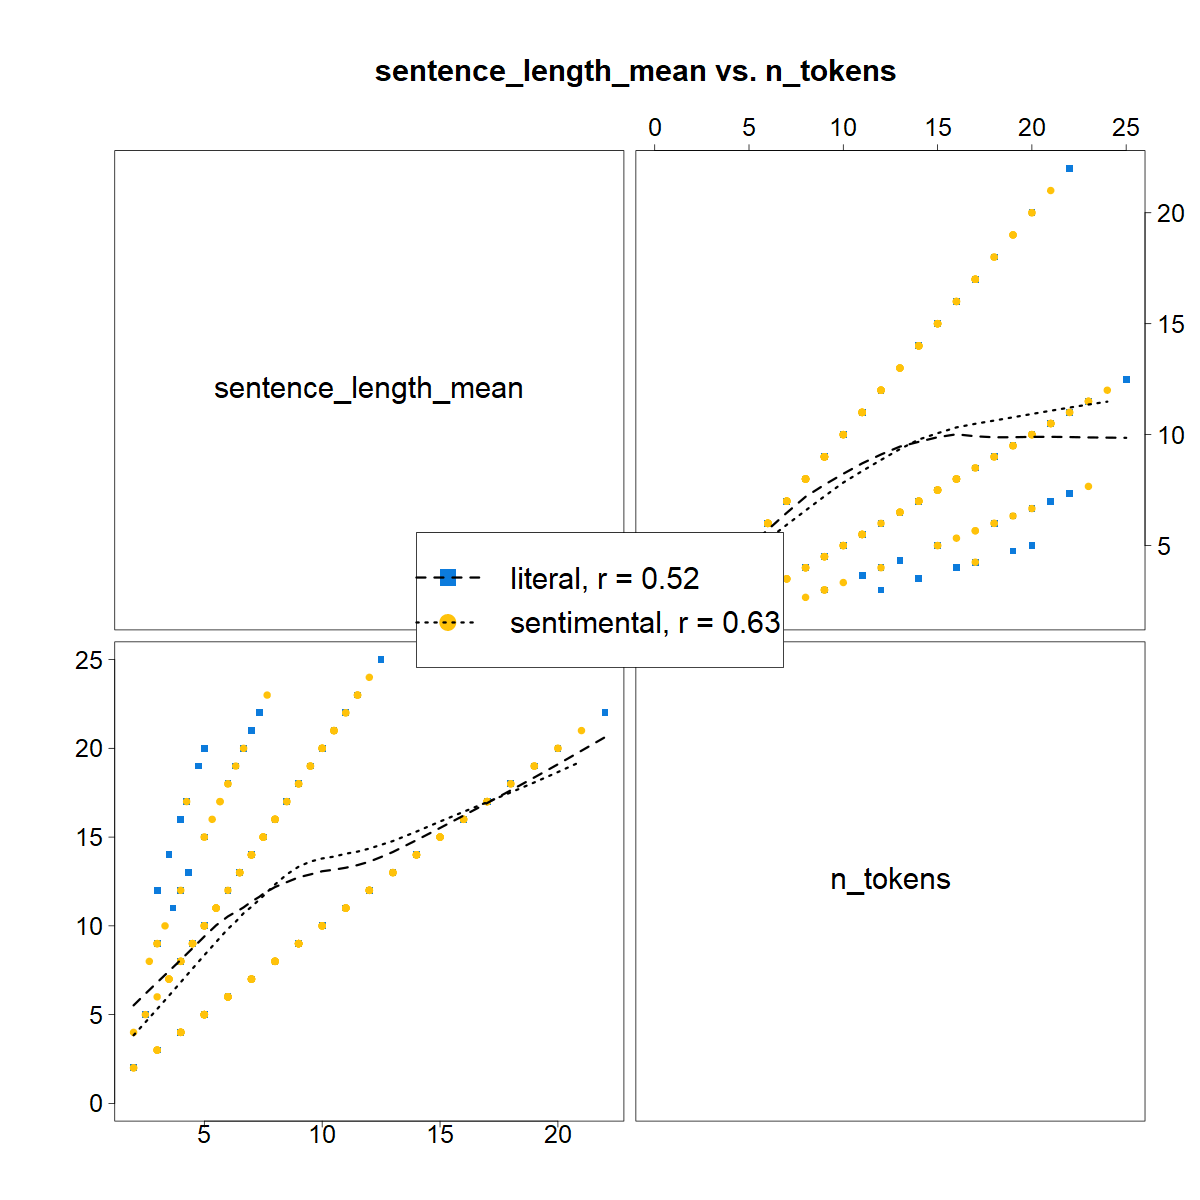 sentence_length_mean vs. n_tokens
0 5 10 15 20 25
sentence_length_mean
20
15
10
5
literal, r = 0.52
sentimental, r = 0.63
25
20
15
10
5
0
n_tokens
5 10 15 20